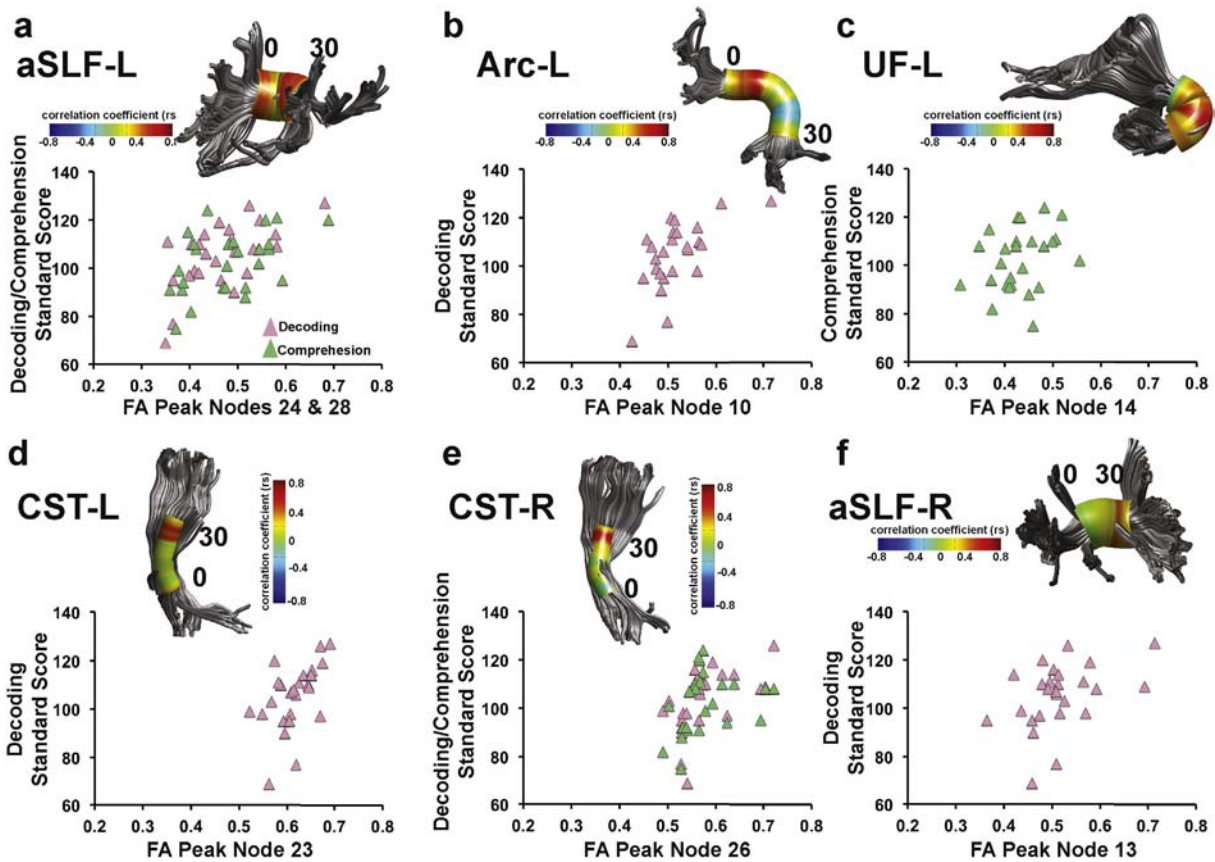 a
aSLF-L
0 30
correlation coefficient (rs)
-0.8 -0.4 0 0.4 0.8
Decoding/Comprehension
Standard Score
140
120
100
80
60
Decoding
Comprehesion
0.2 0.3 0.4 0.5 0.6 0.7 0.8
FA Peak Nodes 24 & 28
b
Arc-L
0
30
correlation coefficient (rs)
-0.8 -0.4 0 0.4 0.8
Decoding
Standard Score
140
120
100
80
60
0.2 0.3 0.4 0.5 0.6 0.7 0.8
FA Peak Node 10
c
UF-L
correlation coefficient (rs)
-0.8 -0.4 0 0.4 0.8
Comprehension
Standard Score
140
120
100
80
60
0.2 0.3 0.4 0.5 0.6 0.7 0.8
FA Peak Node 14
d
CST-L
30
0
correlation coefficient (rs)
0.8
0.4
0
-0.4
-0.8
Decoding
Standard Score
140
120
100
80
60
0.2 0.3 0.4 0.5 0.6 0.7 0.8
FA Peak Node 23
e
CST-R
30
0
correlation coefficient (rs)
0.8
0.4
0
-0.4
-0.8
Decoding/Comprehension
Standard Score
140
120
100
80
60
0.2 0.3 0.4 0.5 0.6 0.7 0.8
FA Peak Node 26
f
aSLF-R
0 30
correlation coefficient (rs)
-0.8 -0.4 0 0.4 0.8
Decoding
Standard Score
140
120
100
80
60
0.2 0.3 0.4 0.5 0.6 0.7 0.8
FA Peak Node 13